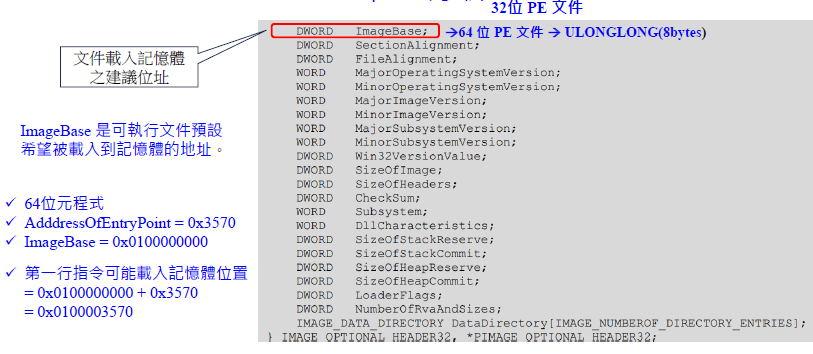 32位 PE 文件
DWORD ImageBase; →64 位 PE 文件 → ULONGLONG(8bytes)
DWORD SectionAlignment;
DWORD FileAlignment;
WORD MajorOperatingSystemVersion;
WORD MinorOperatingSystemVersion;
WORD MajorImageVersion;
WORD MinorImageVersion;
WORD MajorSubsystemVersion;
WORD MinorSubsystemVersion;
DWORD Win32VersionValue;
DWORD SizeOfImage;
DWORD SizeOfHeaders;
DWORD CheckSum;
WORD Subsystem;
WORD DllCharacteristics;
DWORD SizeOfStackReserve;
DWORD SizeOfStackCommit;
DWORD SizeOfHeapReserve;
DWORD SizeOfHeapCommit;
DWORD LoaderFlags;
DWORD NumberOfRvaAndSizes;
IMAGE_DATA_DIRECTORY DataDirectory[IMAGE_NUMBEROF_DIRECTORY_ENTRIES];
} IMAGE_OPTIONAL_HEADER32, *PIMAGE_OPTIONAL_HEADER32;
文件載入記憶體
之建議位址
ImageBase 是可執行文件預設
希望被載入到記憶體的地址。
✓ 64位元程式
✓ AdddressOfEntryPoint = 0x3570
✓ ImageBase = 0x0100000000
✓ 第一行指令可能載入記憶體位置
= 0x0100000000 + 0x3570
= 0x0100003570